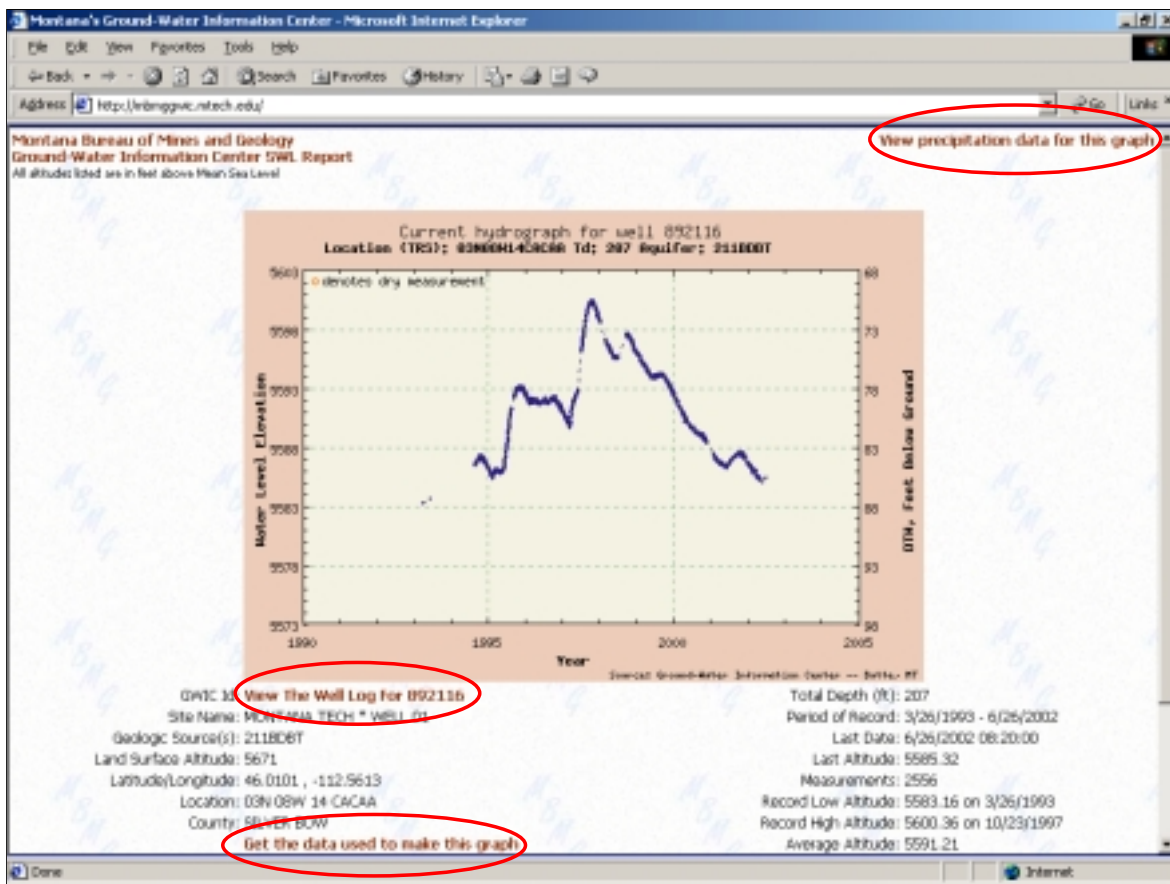 Montana's Ground-Water Information Center - Microsoft Internet Explorer
File Edit View Favorites Tools Help
Back Search Favorites History
Address http://mbmggwic.mtech.edu/ Go Links
Montana Bureau of Mines and Geology
View precipitation data for this graph
Ground-Water Information Center SWL Report
All altitudes listed are in feet above Mean Sea Level
Current hydrograph for well 892116
Location (TRS): 03N08W14CACAA Td: 207 Aquifer: 211BDBT
denotes dry measurement
5603 68
5598 73
5593 78
5588 83
5583 88
5578 93
5573 98
Water Level Elevation
DTW, Feet Below Ground
1990 1995 2000 2005
Year
Source: Ground-Water Information Center -- Butte, MT
GWIC Id: View The Well Log For 892116
Site Name: MONTANA TECH * WELL 01
Geologic Source(s): 211BDBT
Land Surface Altitude: 5671
Latitude/Longitude: 46.0101 , -112.5613
Location: 03N 08W 14 CACAA
County: SILVER BOW
Get the data used to make this graph
Total Depth (ft): 207
Period of Record: 3/26/1993 - 6/26/2002
Last Date: 6/26/2002 08:20:00
Last Altitude: 5585.32
Measurements: 2556
Record Low Altitude: 5583.16 on 3/26/1993
Record High Altitude: 5600.36 on 10/23/1997
Average Altitude: 5591.21
Done Internet